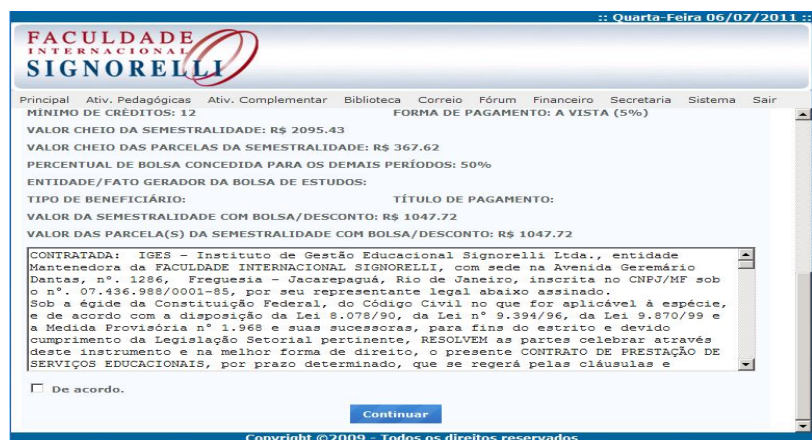 :: Quarta-Feira 06/07/2011 ::
FACULDADE
INTERNACIONAL
SIGNORELLI
Principal Ativ. Pedagógicas Ativ. Complementar Biblioteca Correio Fórum Financeiro Secretaria Sistema Sair
MÍNIMO DE CRÉDITOS: 12 FORMA DE PAGAMENTO: A VISTA (5%)
VALOR CHEIO DA SEMESTRALIDADE: R$ 2095.43
VALOR CHEIO DAS PARCELAS DA SEMESTRALIDADE: R$ 367.62
PERCENTUAL DE BOLSA CONCEDIDA PARA OS DEMAIS PERÍODOS: 50%
ENTIDADE/FATO GERADOR DA BOLSA DE ESTUDOS:
TIPO DE BENEFICIÁRIO: TÍTULO DE PAGAMENTO:
VALOR DA SEMESTRALIDADE COM BOLSA/DESCONTO: R$ 1047.72
VALOR DAS PARCELA(S) DA SEMESTRALIDADE COM BOLSA/DESCONTO: R$ 1047.72
CONTRATADA: IGES - Instituto de Gestão Educacional Signorelli Ltda., entidade
Mantenedora da FACULDADE INTERNACIONAL SIGNORELLI, com sede na Avenida Geremário
Dantas, nº. 1286, Freguesia - Jacarepaguá, Rio de Janeiro, inscrita no CNPJ/MF sob
o nº. 07.436.988/0001-85, por seu representante legal abaixo assinado.
Sob a égide da Constituição Federal, do Código Civil no que for aplicável à espécie,
e de acordo com a disposição da Lei 8.078/90, da Lei n° 9.394/96, da Lei 9.870/99 e
a Medida Provisória n° 1.968 e suas sucessoras, para fins do estrito e devido
cumprimento da Legislação Setorial pertinente, RESOLVEM as partes celebrar através
deste instrumento e na melhor forma de direito, o presente CONTRATO DE PRESTAÇÃO DE
SERVIÇOS EDUCACIONAIS, por prazo determinado, que se regerá pelas cláusulas e
De acordo.
Continuar
Copyright ©2009 - Todos os direitos reservados